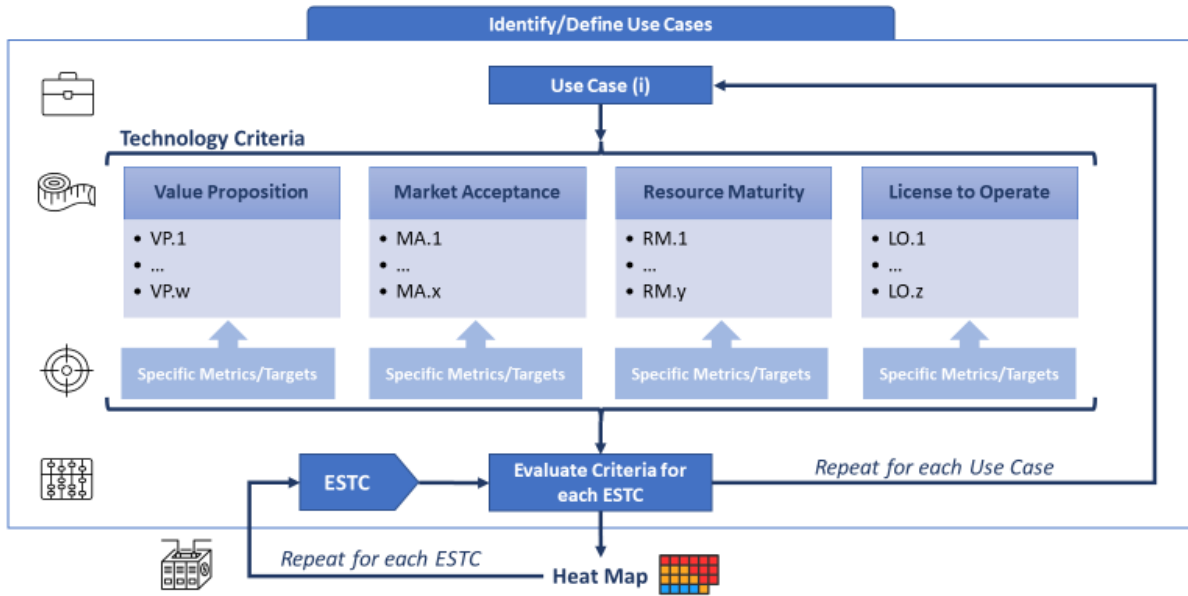 Identify/Define Use Cases
Use Case (i)
Technology Criteria
Value Proposition
Market Acceptance
Resource Maturity
License to Operate
• VP.1
• ...
• VP.w
• MA.1
• ...
• MA.x
• RM.1
• ...
• RM.y
• LO.1
• ...
• LO.z
Specific Metrics/Targets
Specific Metrics/Targets
Specific Metrics/Targets
Specific Metrics/Targets
ESTC
Evaluate Criteria for
each ESTC
Repeat for each Use Case
Repeat for each ESTC
Heat Map